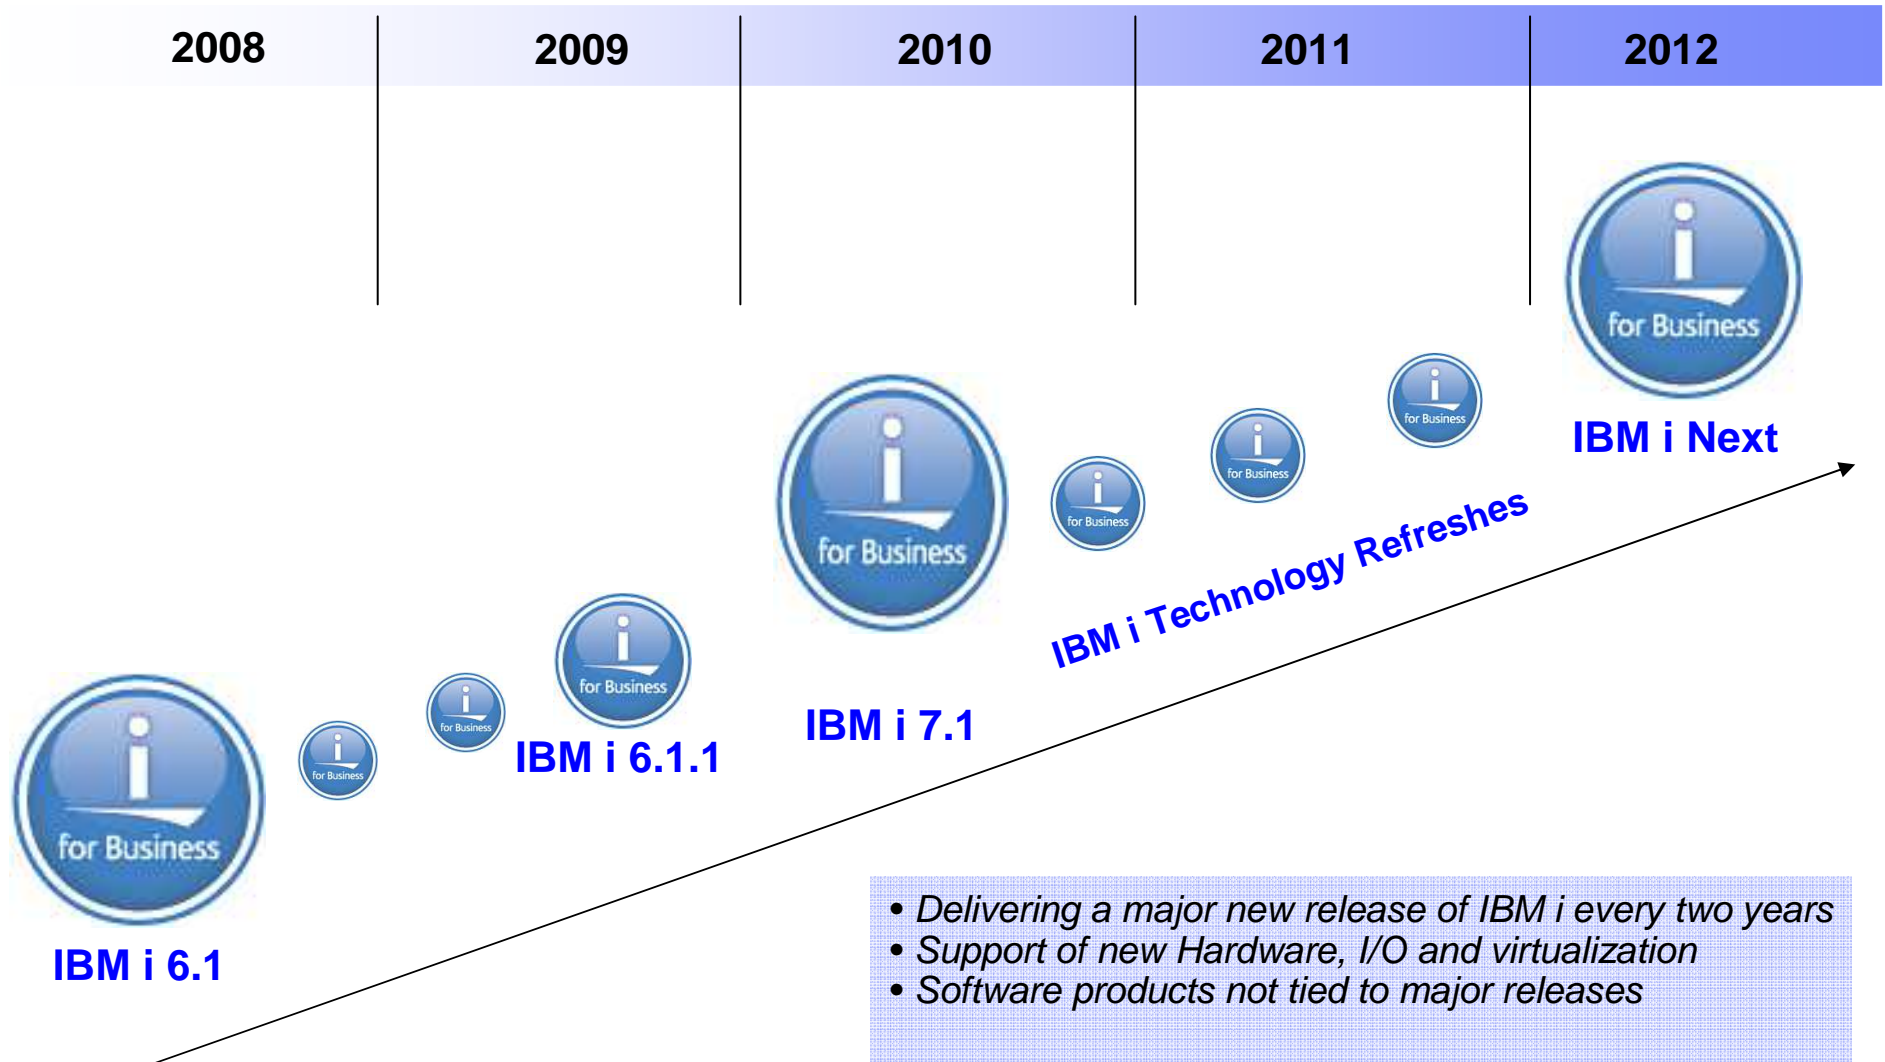 2008
2009
2010
2011
2012
i
for Business
IBM i Next
i
for Business
i
for Business
i
for Business
i
for Business
IBM i 7.1
IBM i Technology Refreshes
i
for Business
IBM i 6.1.1
i
for Business
i
for Business
i
for Business
IBM i 6.1
• Delivering a major new release of IBM i every two years
• Support of new Hardware, I/O and virtualization
• Software products not tied to major releases